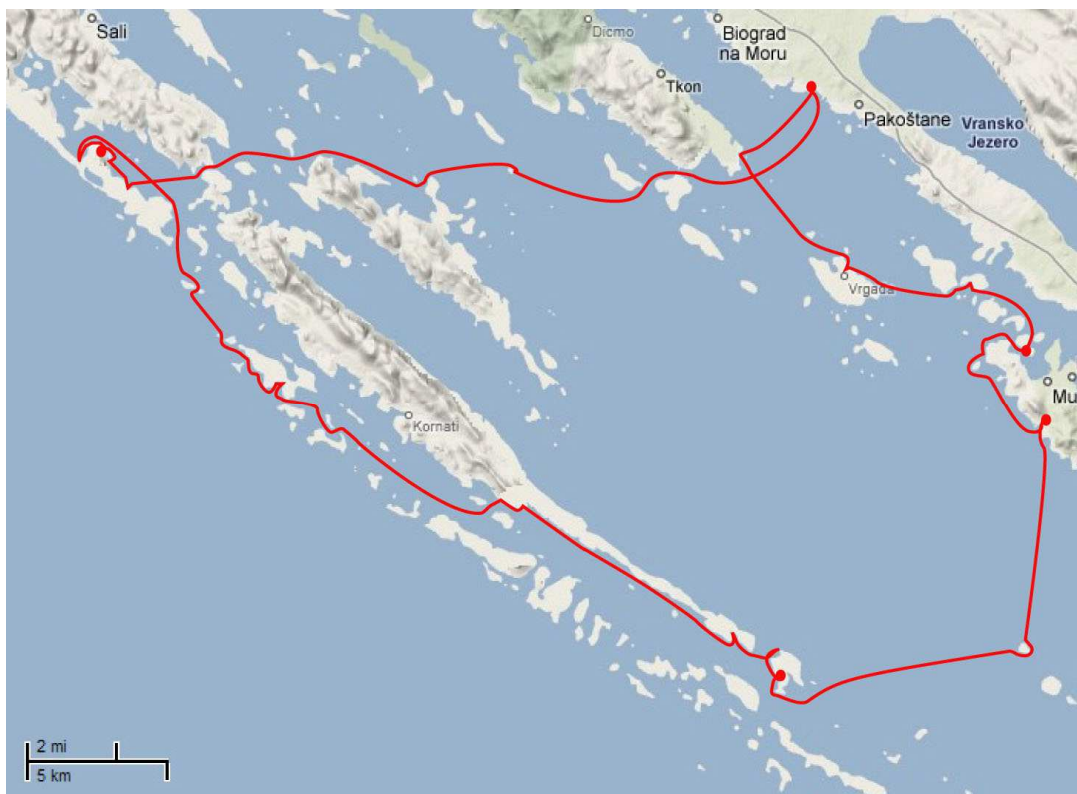 Sali
Dicmo
Biograd
na Moru
Tkon
Pakoštane
Vransko
Jezero
Vrgada
Mu
Kornati
2 mi
5 km